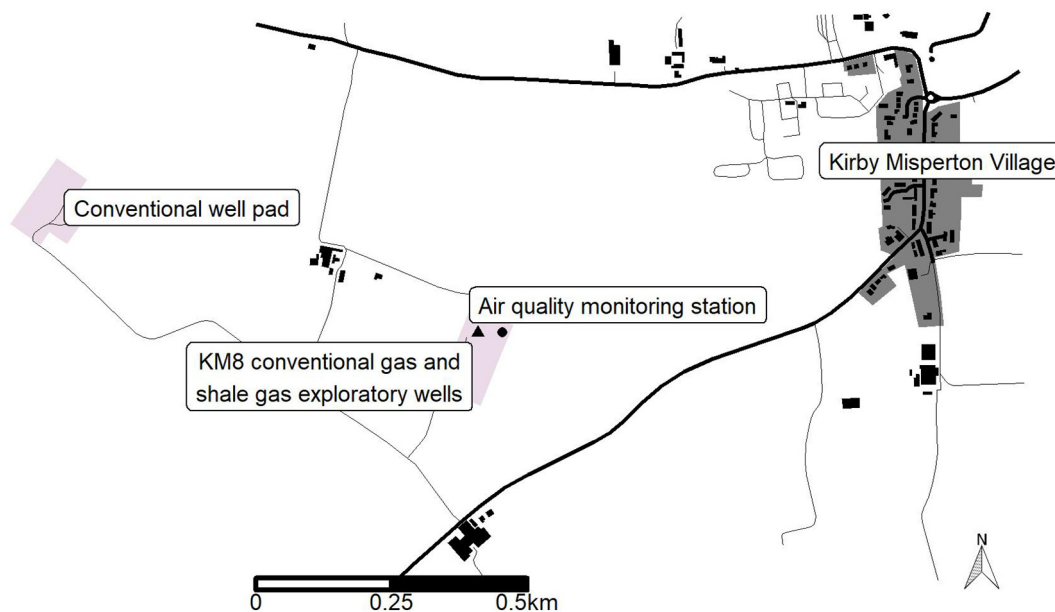 Kirby Misperton Village
Conventional well pad
Air quality monitoring station
KM8 conventional gas and
shale gas exploratory wells
N
0 0.25 0.5km